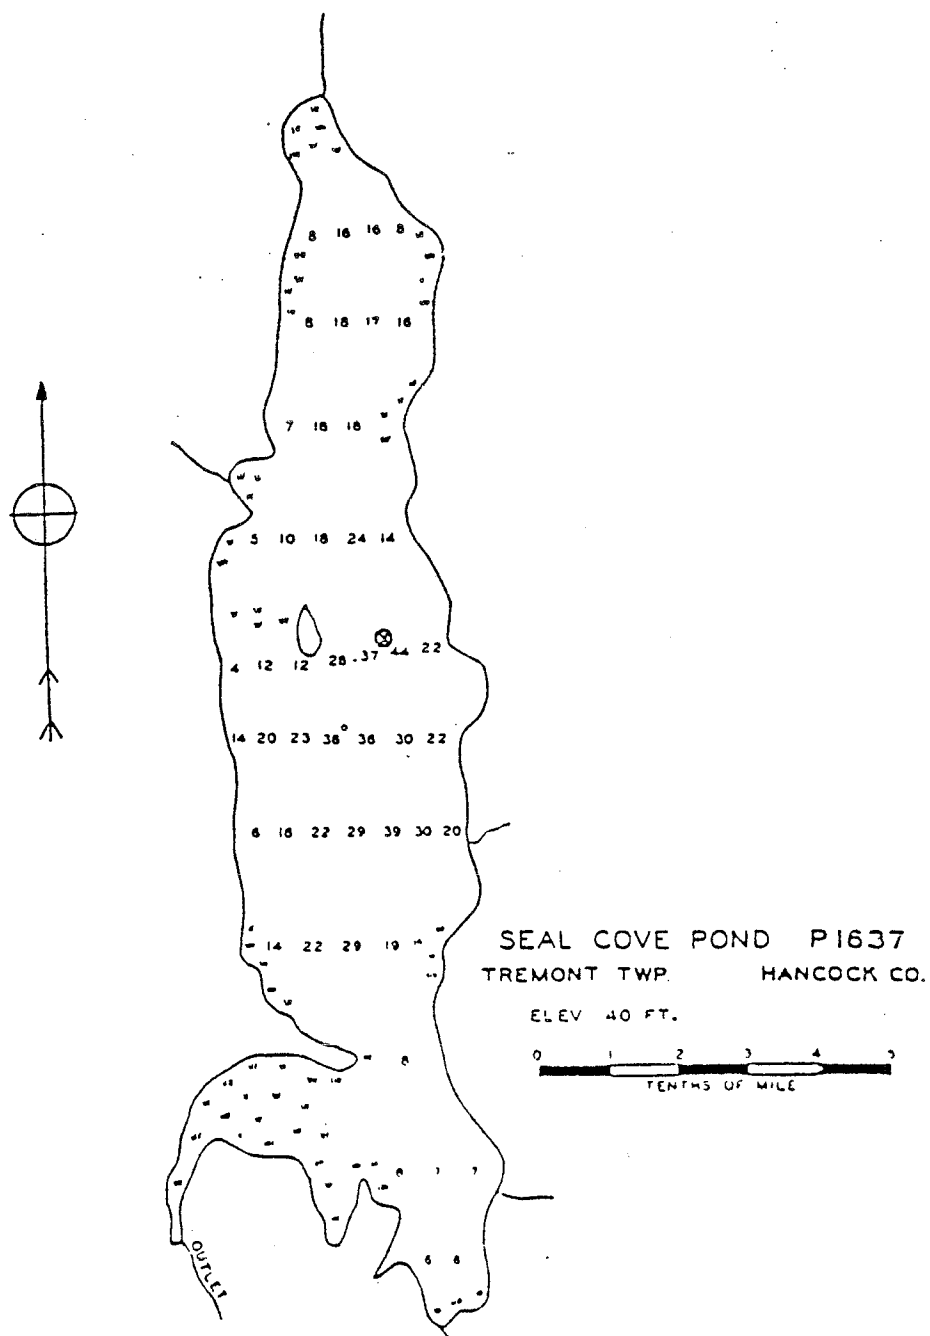 8 16 16 8
8 18 17 16
7 18 18
5 10 18 24 14
4 12 12 28 37 44 22
14 20 23 38 36 30 22
6 16 22 29 39 30 20
14 22 29 19
SEAL COVE POND P1637
TREMONT TWP. HANCOCK CO.
ELEV 40 FT.
0 1 2 3 4 5
TENTHS OF MILE
8
7 7
OUTLET
6 8